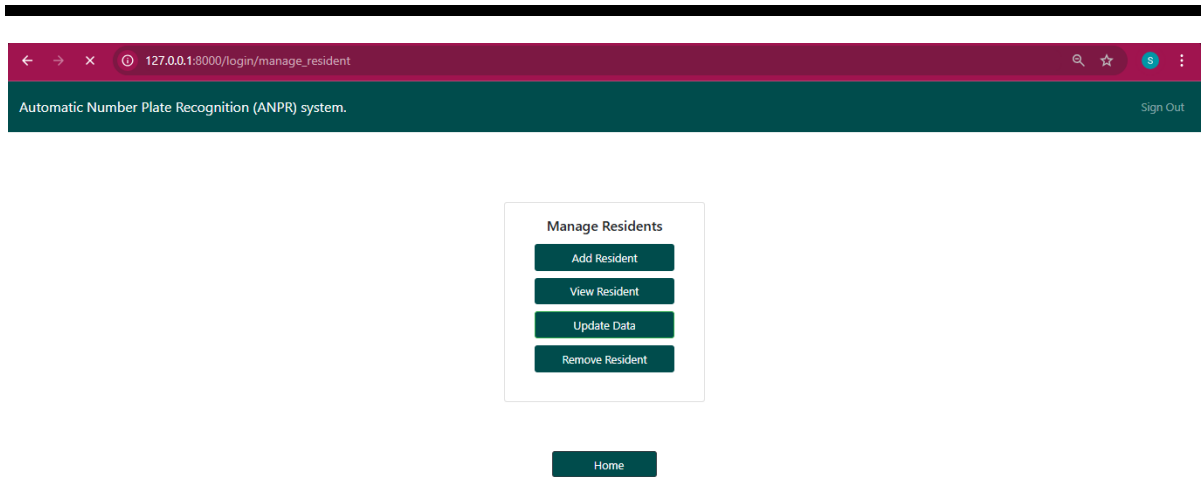 127.0.0.1:8000/login/manage_resident
S
Automatic Number Plate Recognition (ANPR) system.
Sign Out
Manage Residents
Add Resident
View Resident
Update Data
Remove Resident
Home